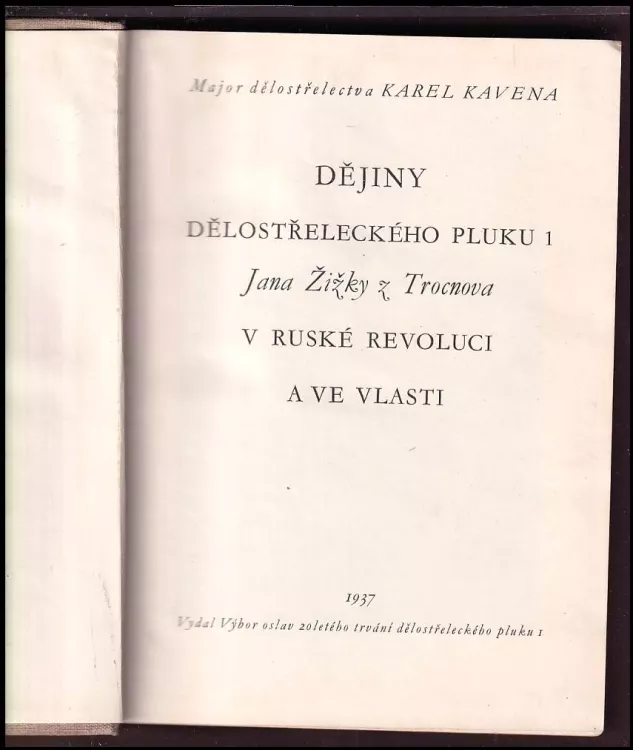 Major dělostřelectva KAREL KAVENA
DĚJINY
DĚLOSTŘELECKÉHO PLUKU 1
Jana Žižky z Trocnova
V RUSKÉ REVOLUCI
A VE VLASTI
1937
Vydal Výbor oslav 20letého trvání dělostřeleckého pluku 1